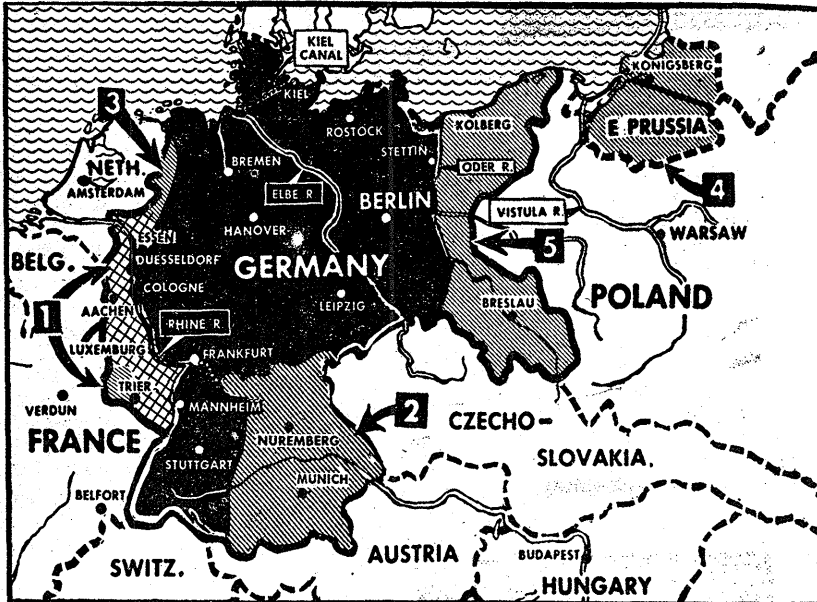 KIEL
CANAL
KONIGSBERG
KIEL
3
ROSTOCK
KOLBERG
E. PRUSSIA
STETTIN
BREMEN
NETH.
ODER R.
AMSTERDAM
ELBE R.
4
BERLIN
VISTULA R.
HANOVER
ESSEN
WARSAW
5
DUESSELDORF
BELG.
GERMANY
COLOGNE
LEIPZIG
POLAND
AACHEN
BRESLAU
1
RHINE R.
LUXEMBURG
FRANKFURT
TRIER
VERDUN
MANNHEIM
2
CZECHO-
FRANCE
NUREMBERG
STUTTGART
SLOVAKIA.
MUNICH
BELFORT
AUSTRIA
BUDAPEST
SWITZ.
HUNGARY